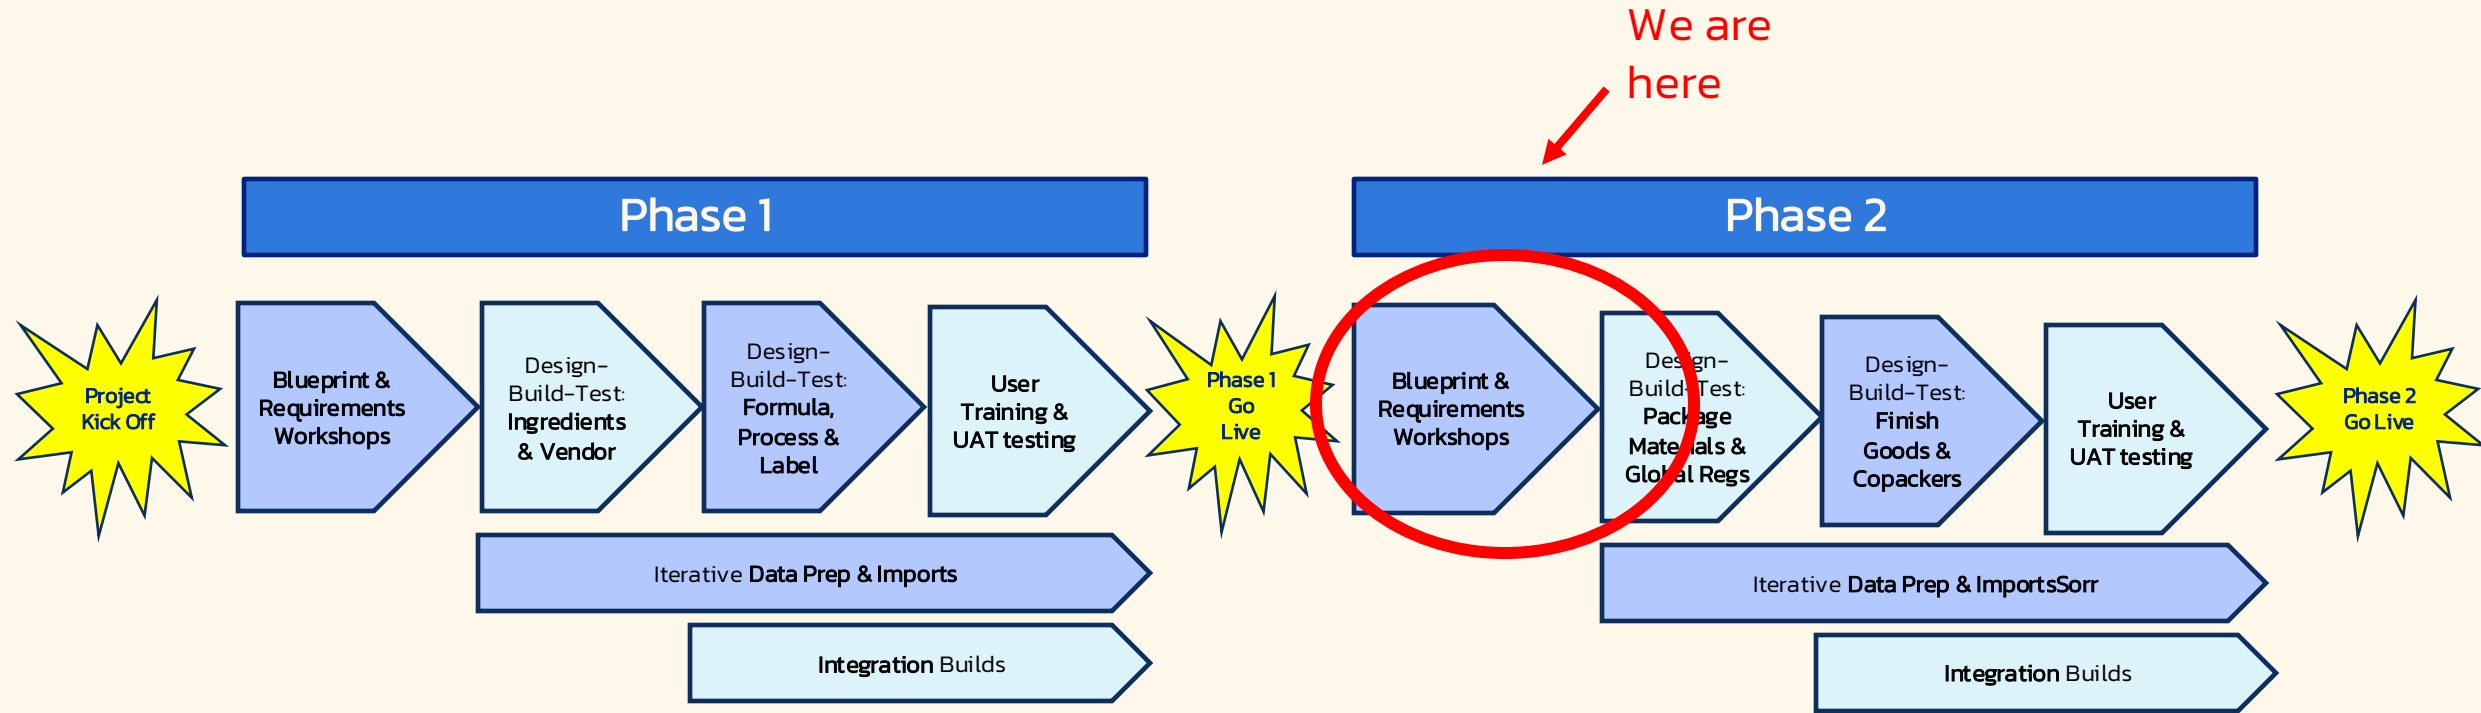 We are
here
Phase 1
Phase 2
Project
Kick Off
Blueprint &
Requirements
Workshops
Design-
Build-Test:
Ingredients
& Vendor
Design-
Build-Test:
Formula,
Process &
Label
User
Training &
UAT testing
Phase 1
Go
Live
Blueprint &
Requirements
Workshops
Design-
Build-Test:
Package
Materials &
Global Regs
Design-
Build-Test:
Finish
Goods &
Copackers
User
Training &
UAT testing
Phase 2
Go Live
Iterative Data Prep & Imports
Iterative Data Prep & ImportsSorr
Integration Builds
Integration Builds